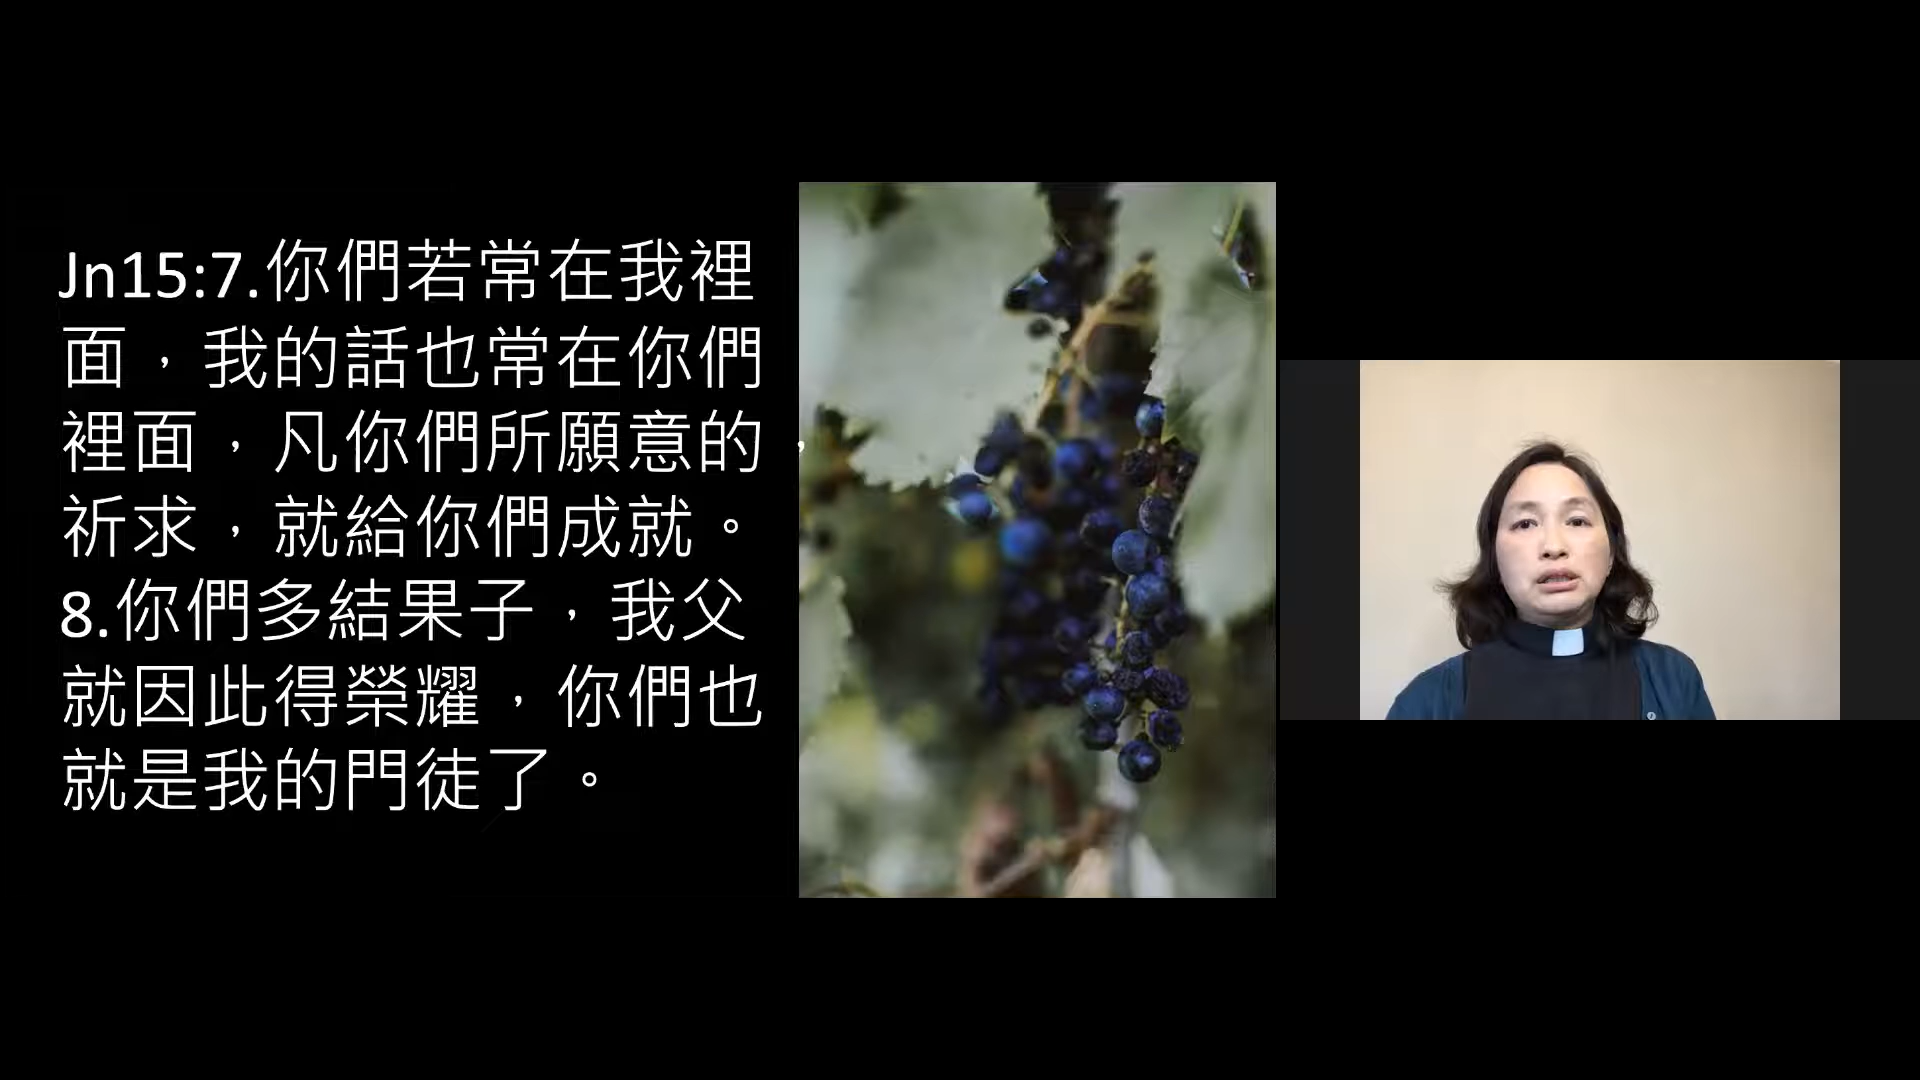 Jn15:7.你們若常在我裡
面，我的話也常在你們
裡面，凡你們所願意的，
祈求，就給你們成就。
8.你們多結果子，我父
就因此得榮耀，你們也
就是我的門徒了。